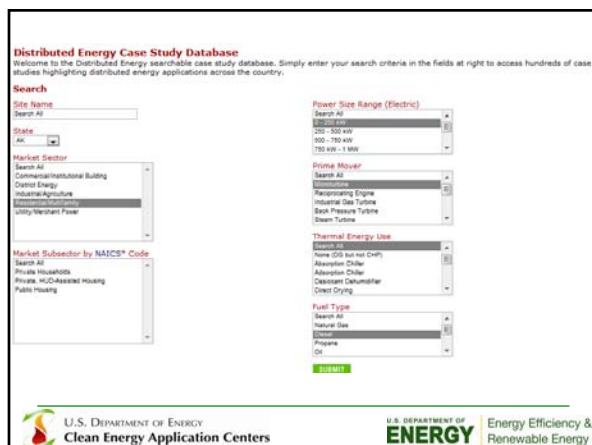 Distributed Energy Case Study Database
Welcome to the Distributed Energy searchable case study database. Simply enter your search criteria in the fields at right to access hundreds of case
studies highlighting distributed energy applications across the country.
Search
Site Name
Search All
State
AK
Market Sector
Search All
Commercial/Institutional Building
District Energy
Industrial/Agriculture
Residential/Multifamily
Utility/Merchant Power
Market Subsector by NAICS* Code
Search All
Private Households
Private, HUD-Assisted Housing
Public Housing
Power Size Range (Electric)
Search All
0 - 250 kW
250 - 500 kW
500 - 750 kW
750 kW - 1 MW
Prime Mover
Search All
Microturbine
Reciprocating Engine
Industrial Gas Turbine
Back Pressure Turbine
Steam Turbine
Thermal Energy Use
Search All
None (DG but not CHP)
Absorption Chiller
Adsorption Chiller
Desiccant Dehumidifier
Direct Drying
Fuel Type
Search All
Natural Gas
Diesel
Propane
Oil
SUBMIT
U.S. DEPARTMENT OF ENERGY
Clean Energy Application Centers
U.S. DEPARTMENT OF
ENERGY
Energy Efficiency &
Renewable Energy